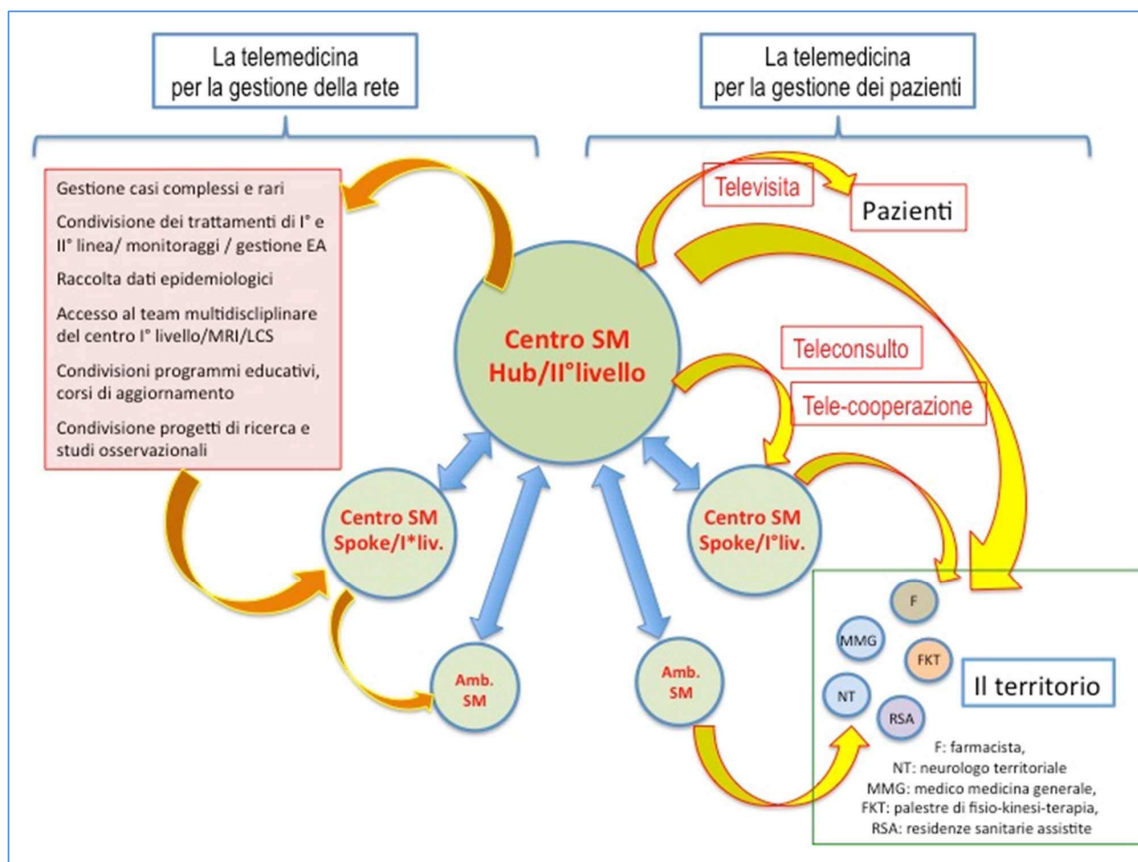 La telemedicina
per la gestione della rete
La telemedicina
per la gestione dei pazienti
Gestione casi complessi e rari
Condivisione dei trattamenti di I° e
II° linea/ monitoraggi / gestione EA
Raccolta dati epidemiologici
Accesso al team multidiscliplinare
del centro I° livello/MRI/LCS
Condivisioni programmi educativi,
corsi di aggiornamento
Condivisione progetti di ricerca e
studi osservazionali
Televisita
Pazienti
Centro SM
Hub/II°livello
Teleconsulto
Tele-cooperazione
Centro SM
Spoke/I*liv.
Centro SM
Spoke/I°liv.
Amb.
SM
Amb.
SM
F
MMG
FKT
NT
RSA
Il territorio
F: farmacista,
NT: neurologo territoriale
MMG: medico medicina generale,
FKT: palestre di fisio-kinesi-terapia,
RSA: residenze sanitarie assistite